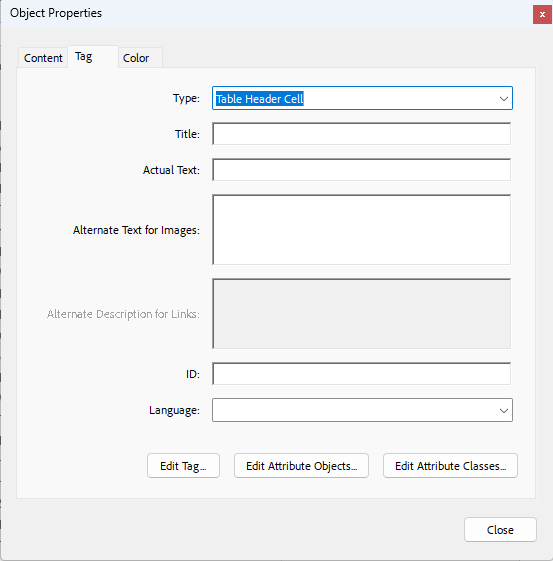 Object Properties
x
Content Tag Color
Type: Table Header Cell
Title:
Actual Text:
Alternate Text for Images:
Alternate Description for Links:
ID:
Language:
Edit Tag... Edit Attribute Objects... Edit Attribute Classes...
Close